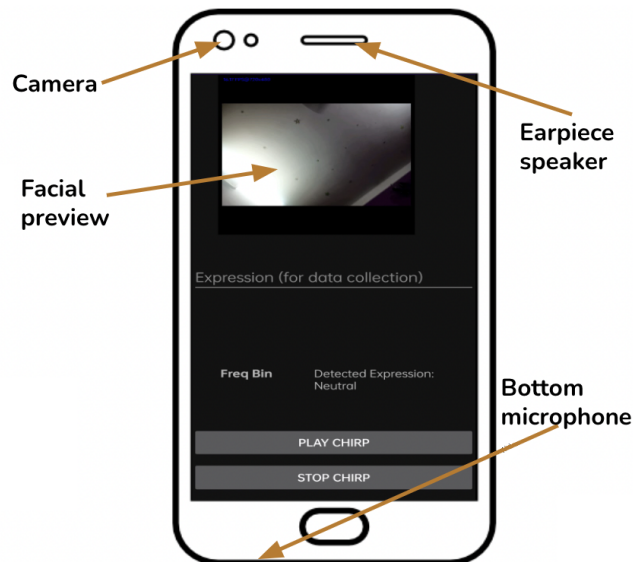 Camera
Earpiece
speaker
Facial
preview
Expression (for data collection)
Freq Bin
Detected Expression:
Neutral
Bottom
microphone
PLAY CHIRP
STOP CHIRP